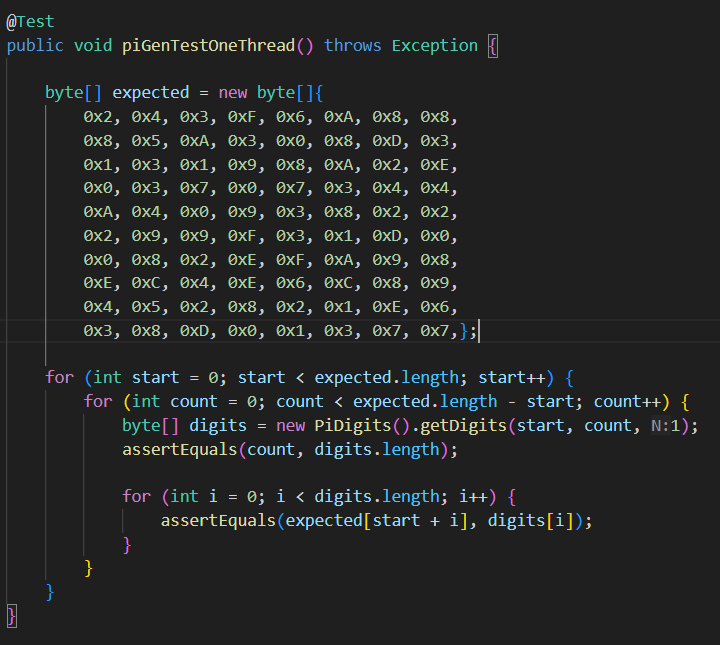 @Test
public void piGenTestOneThread() throws Exception {
byte[] expected = new byte[]{
0x2, 0x4, 0x3, 0xF, 0x6, 0xA, 0x8, 0x8,
0x8, 0x5, 0xA, 0x3, 0x0, 0x8, 0xD, 0x3,
0x1, 0x3, 0x1, 0x9, 0x8, 0xA, 0x2, 0xE,
0x0, 0x3, 0x7, 0x0, 0x7, 0x3, 0x4, 0x4,
0xA, 0x4, 0x0, 0x9, 0x3, 0x8, 0x2, 0x2,
0x2, 0x9, 0x9, 0xF, 0x3, 0x1, 0xD, 0x0,
0x0, 0x8, 0x2, 0xE, 0xF, 0xA, 0x9, 0x8,
0xE, 0xC, 0x4, 0xE, 0x6, 0xC, 0x8, 0x9,
0x4, 0x5, 0x2, 0x8, 0x2, 0x1, 0xE, 0x6,
0x3, 0x8, 0xD, 0x0, 0x1, 0x3, 0x7, 0x7,};
for (int start = 0; start < expected.length; start++) {
for (int count = 0; count < expected.length - start; count++) {
byte[] digits = new PiDigits().getDigits(start, count, N:1);
assertEquals(count, digits.length);
for (int i = 0; i < digits.length; i++) {
assertEquals(expected[start + i], digits[i]);
}
}
}
}